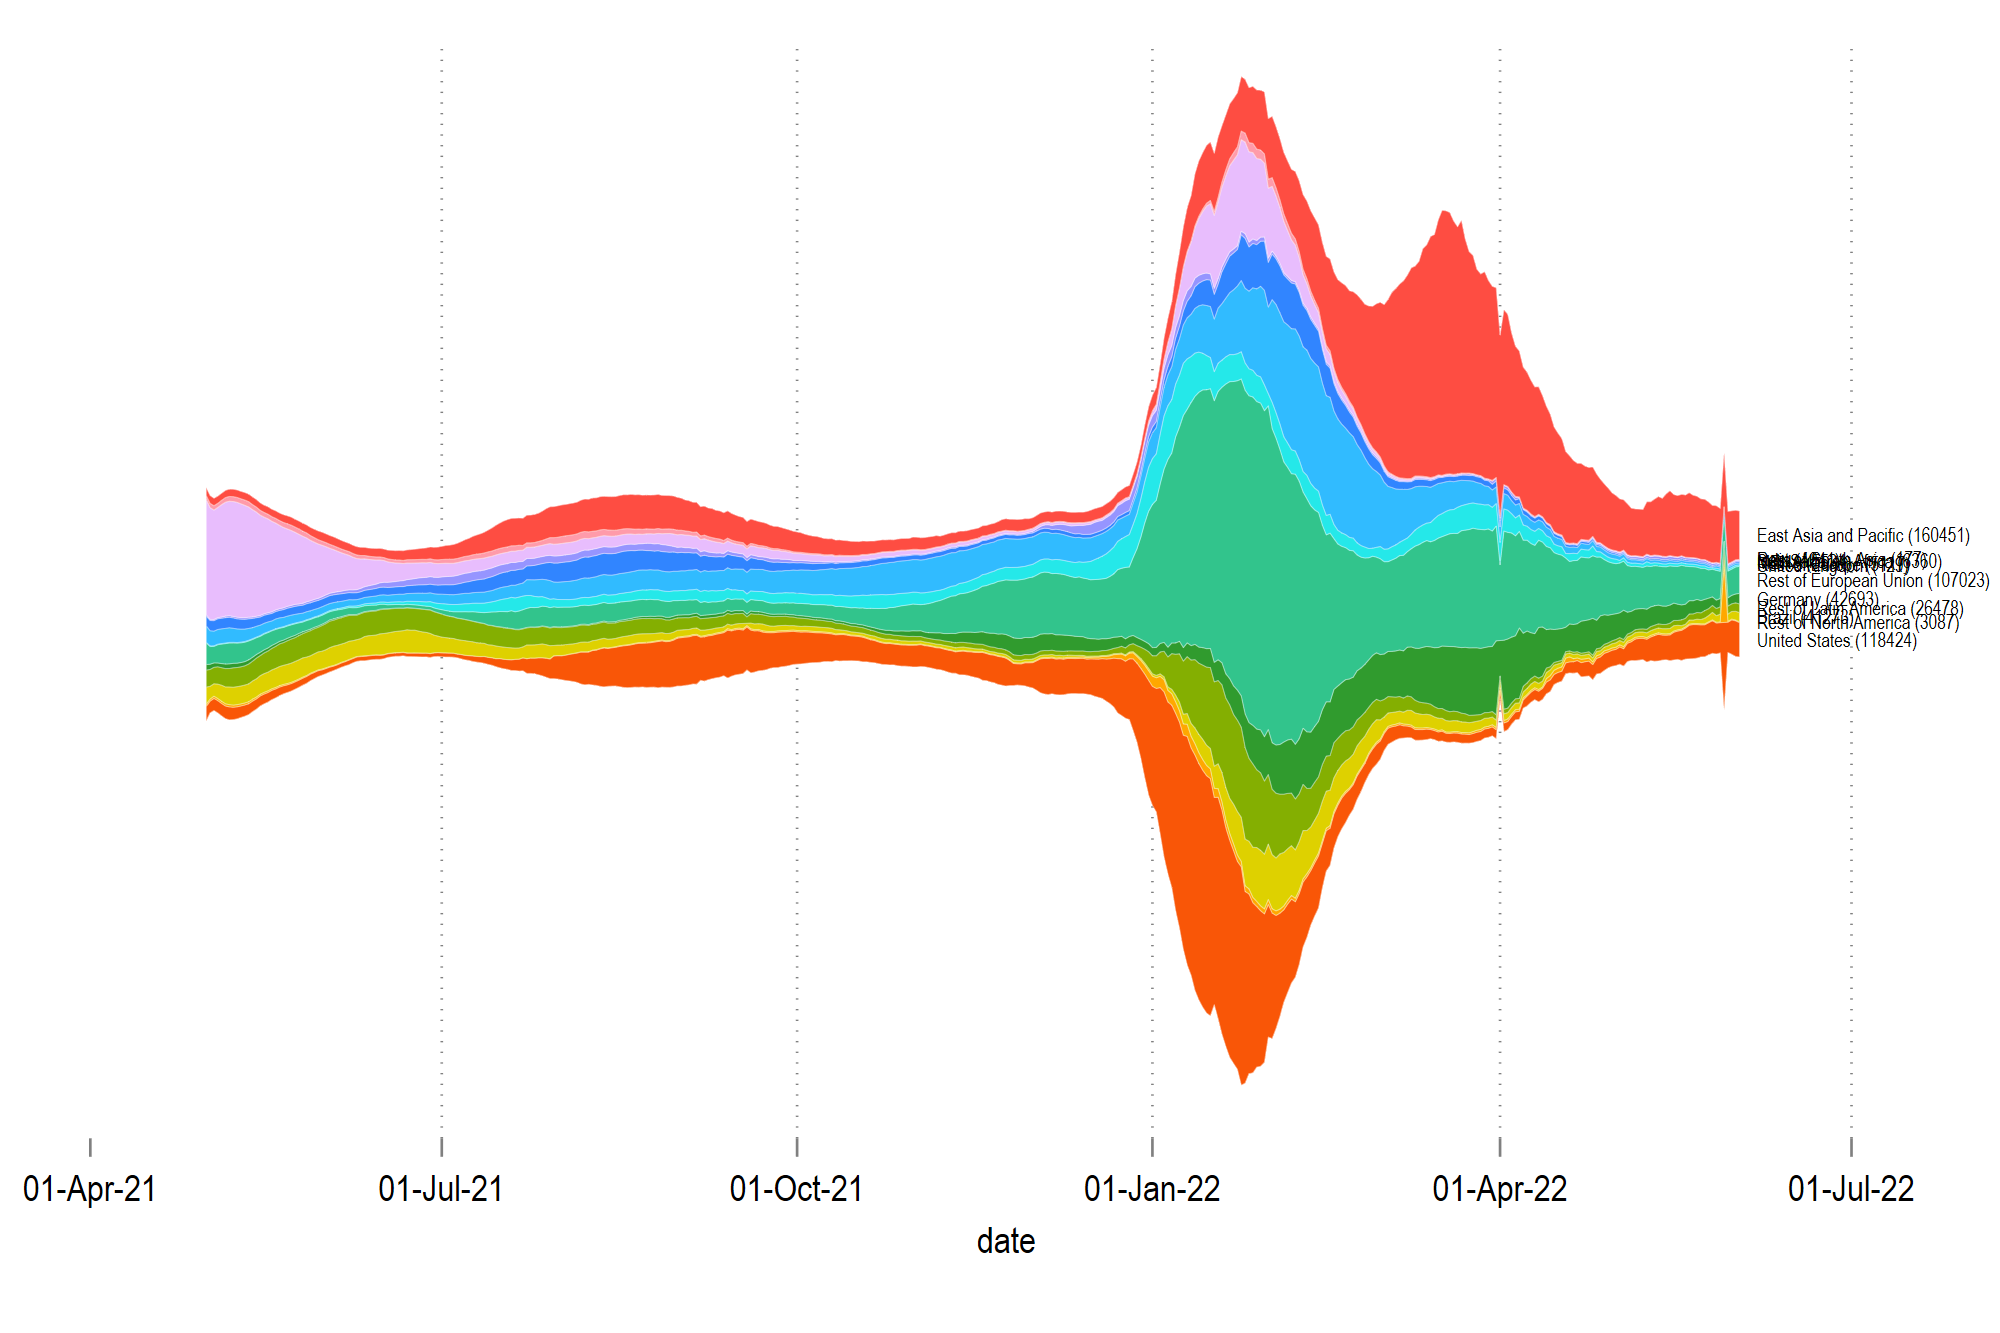 East Asia and Pacific (160451)
Rest of European Union (107023)
Germany (42693)
Rest of Latin America (26478)
Rest of North America (3087)
United States (118424)
01-Apr-21
01-Jul-21
01-Oct-21
01-Jan-22
01-Apr-22
01-Jul-22
date